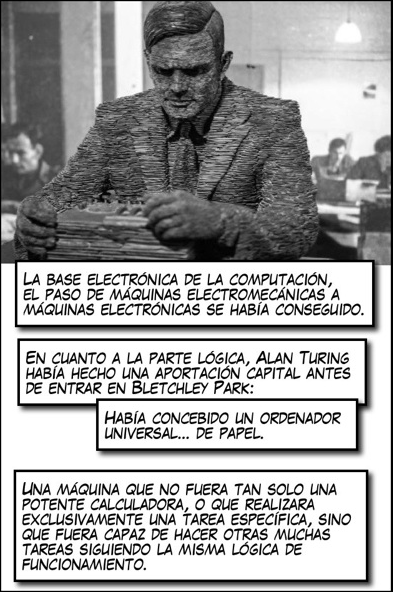 LA BASE ELECTRÓNICA DE LA COMPUTACIÓN,
EL PASO DE MÁQUINAS ELECTROMECÁNICAS A
MÁQUINAS ELECTRÓNICAS SE HABÍA CONSEGUIDO.
EN CUANTO A LA PARTE LÓGICA, ALAN TURING
HABÍA HECHO UNA APORTACIÓN CAPITAL ANTES
DE ENTRAR EN BLETCHLEY PARK:
HABÍA CONCEBIDO UN ORDENADOR
UNIVERSAL... DE PAPEL.
UNA MÁQUINA QUE NO FUERA TAN SOLO UNA
POTENTE CALCULADORA, O QUE REALIZARA
EXCLUSIVAMENTE UNA TAREA ESPECÍFICA, SINO
QUE FUERA CAPAZ DE HACER OTRAS MUCHAS
TAREAS SIGUIENDO LA MISMA LÓGICA DE
FUNCIONAMIENTO.